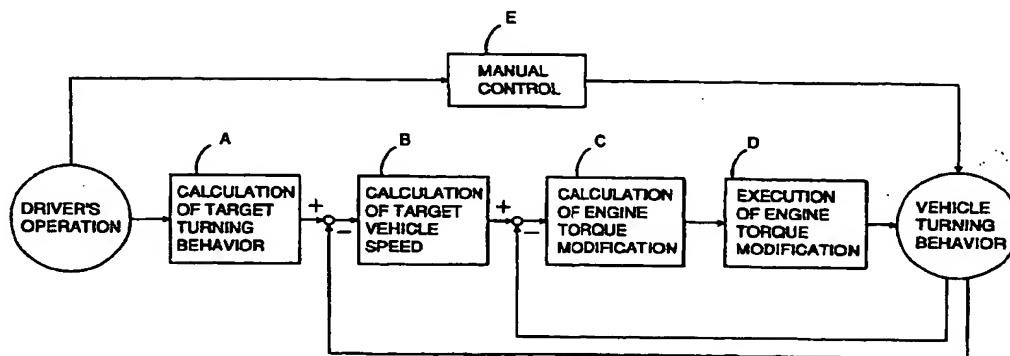 E
MANUAL
CONTROL
A
B
C
D
DRIVER'S
OPERATION
CALCULATION
OF TARGET
TURNING
BEHAVIOR
+
−
CALCULATION
OF TARGET
VEHICLE
SPEED
+
−
CALCULATION
OF ENGINE
TORQUE
MODIFICATION
EXECUTION
OF ENGINE
TORQUE
MODIFICATION
VEHICLE
TURNING
BEHAVIOR